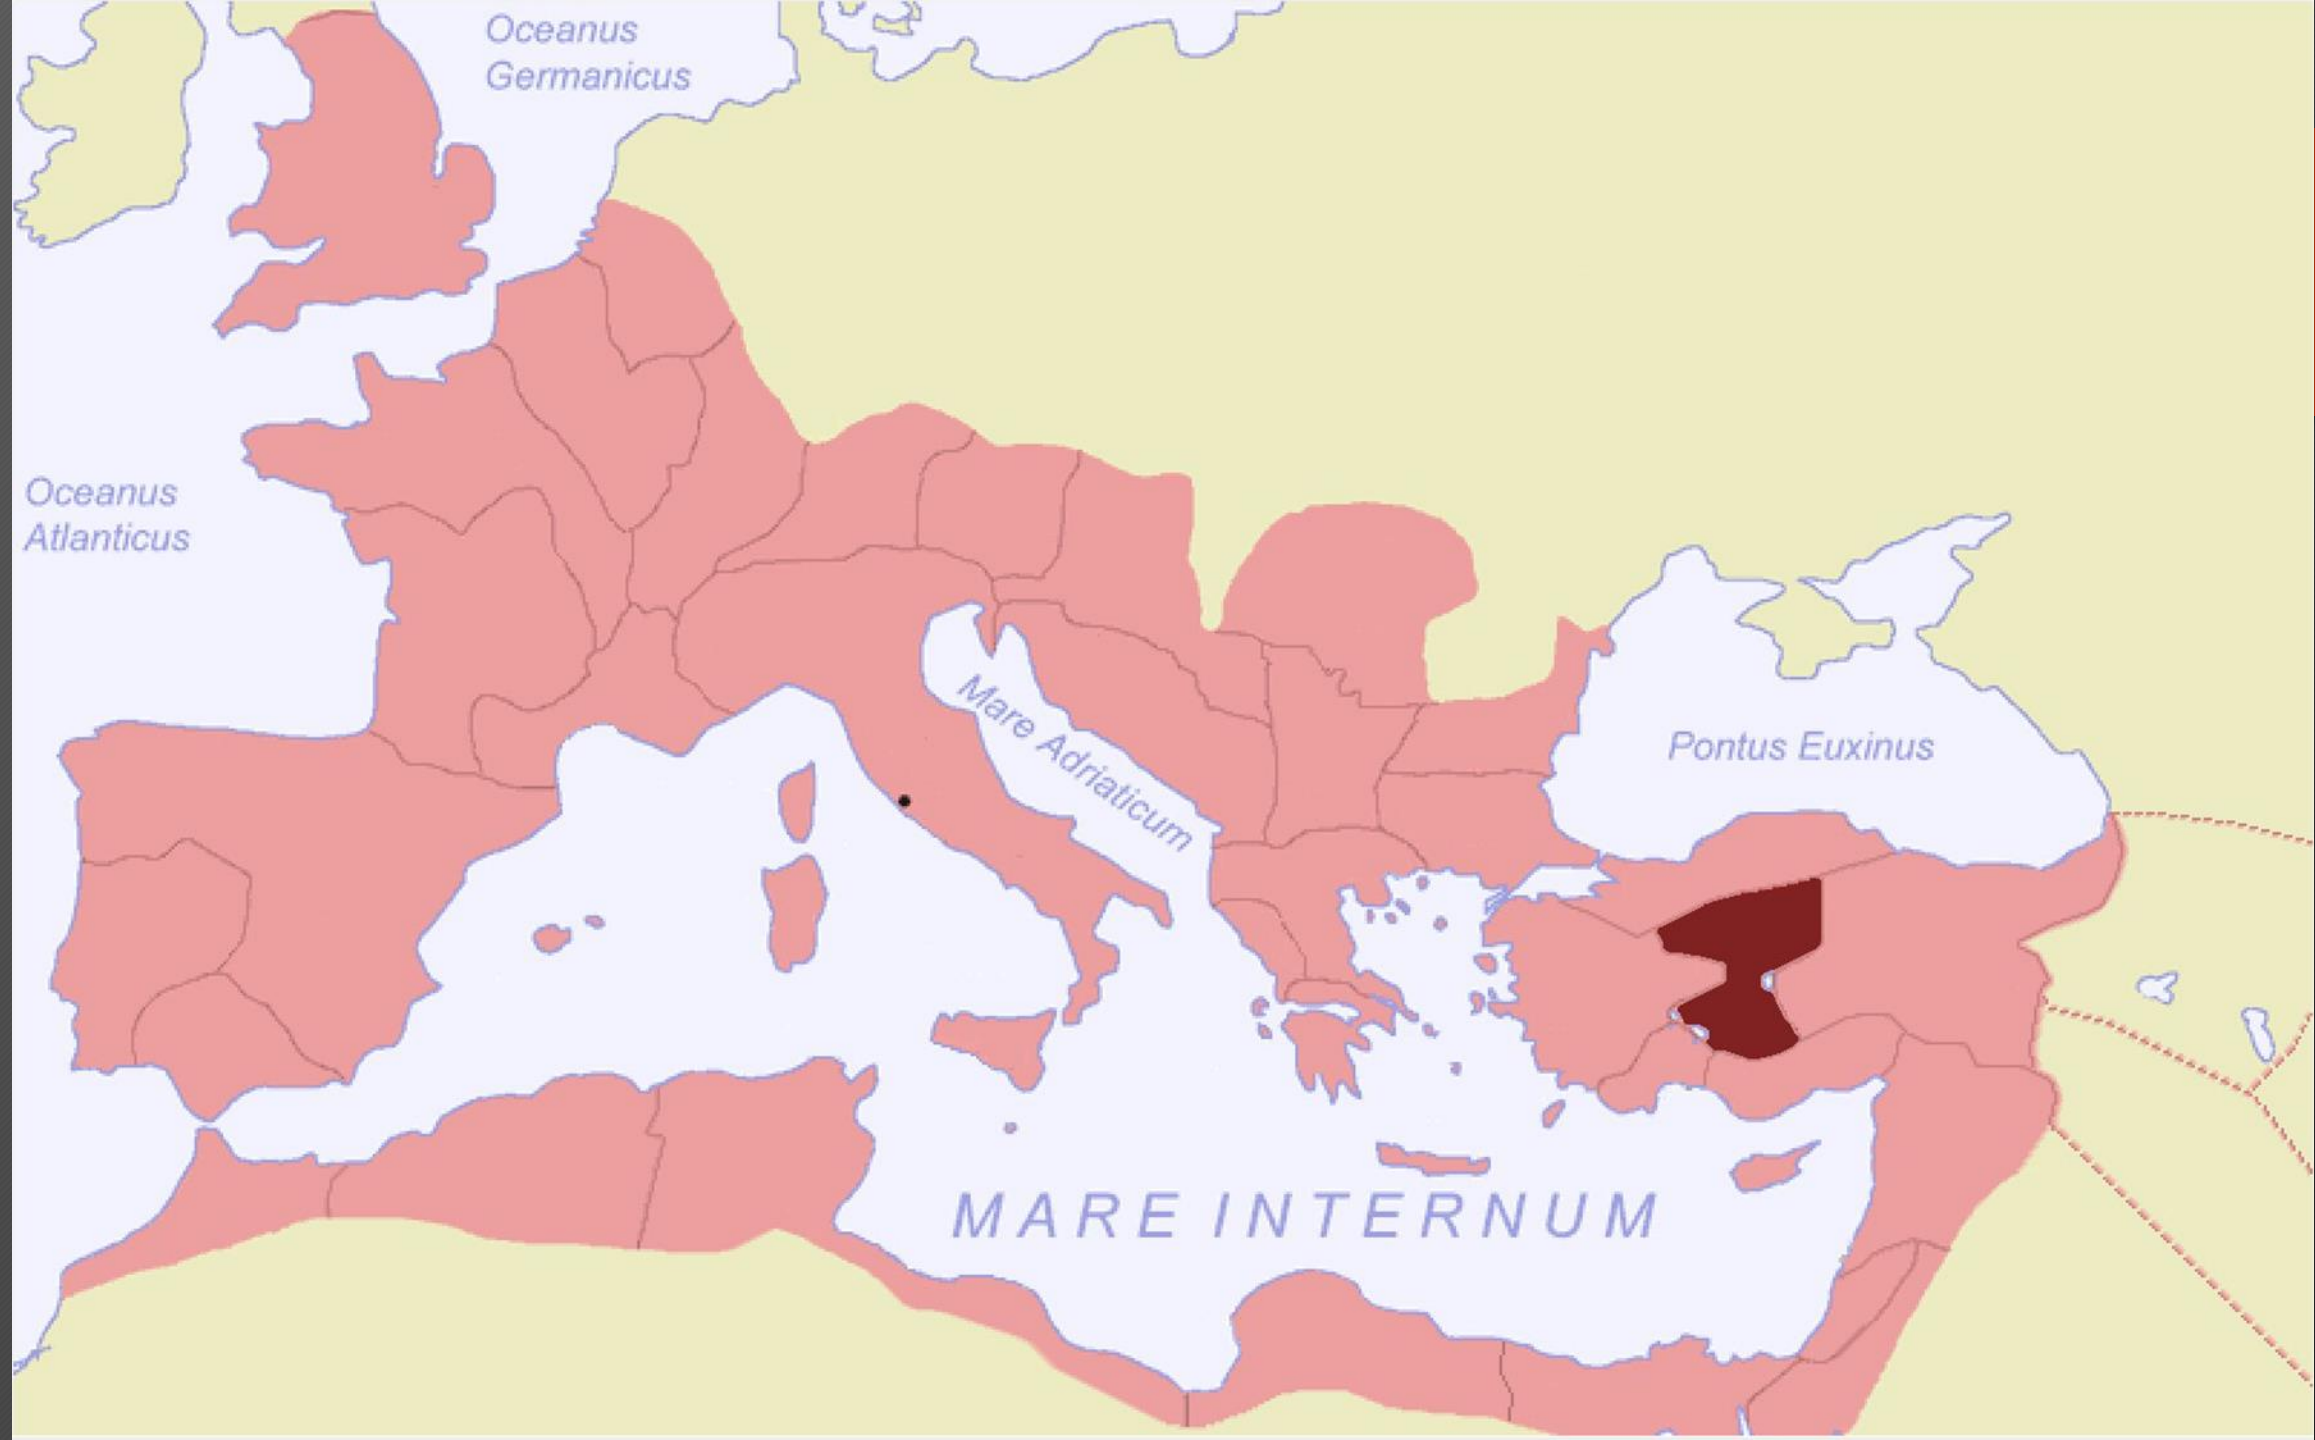 Oceanus
Germanicus
Oceanus
Atlanticus
Mare Adriaticum
Pontus Euxinus
MARE INTERNUM